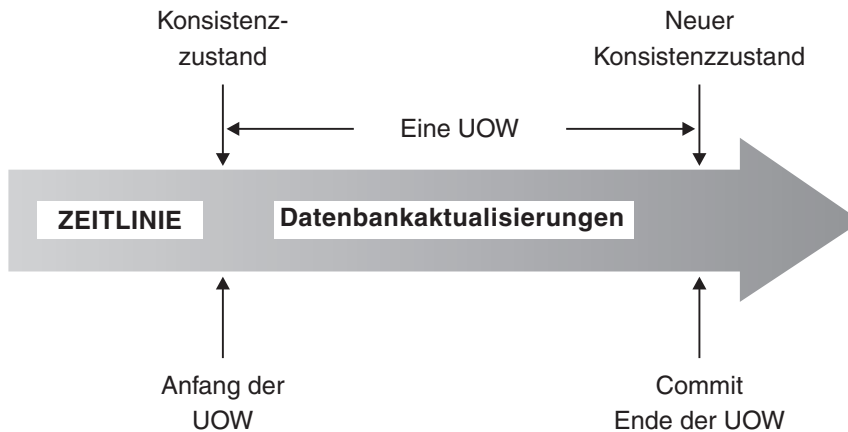 Konsistenz-
zustand
Neuer
Konsistenzzustand
Eine UOW
ZEITLINIE
Datenbankaktualisierungen
Anfang der
UOW
Commit
Ende der UOW